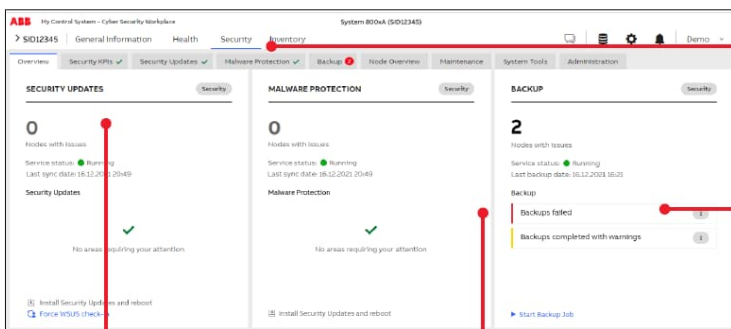 ABB My Control System – Cyber Security Workplace System 800xA (SID12345)
> SID12345 General Information Health Security Inventory Demo
Overview Security KPIs Security Updates Malware Protection Backup 2 Node Overview Maintenance System Tools Administration
SECURITY UPDATES Security MALWARE PROTECTION Security BACKUP Security
0 0 2
Nodes with issues Nodes with issues Nodes with issues
Service status: Running Service status: Running Service status: Running
Last sync date: 16.12.2021 20:49 Last sync date: 16.12.2021 20:49 Last backup date: 16.12.2021 16:21
Security Updates Malware Protection Backup
Backups failed 1
Backups completed with warnings 1
No areas requiring your attention No areas requiring your attention
Install Security Updates and reboot Install Security Updates and reboot
Force WSUS check-in Start Backup Job